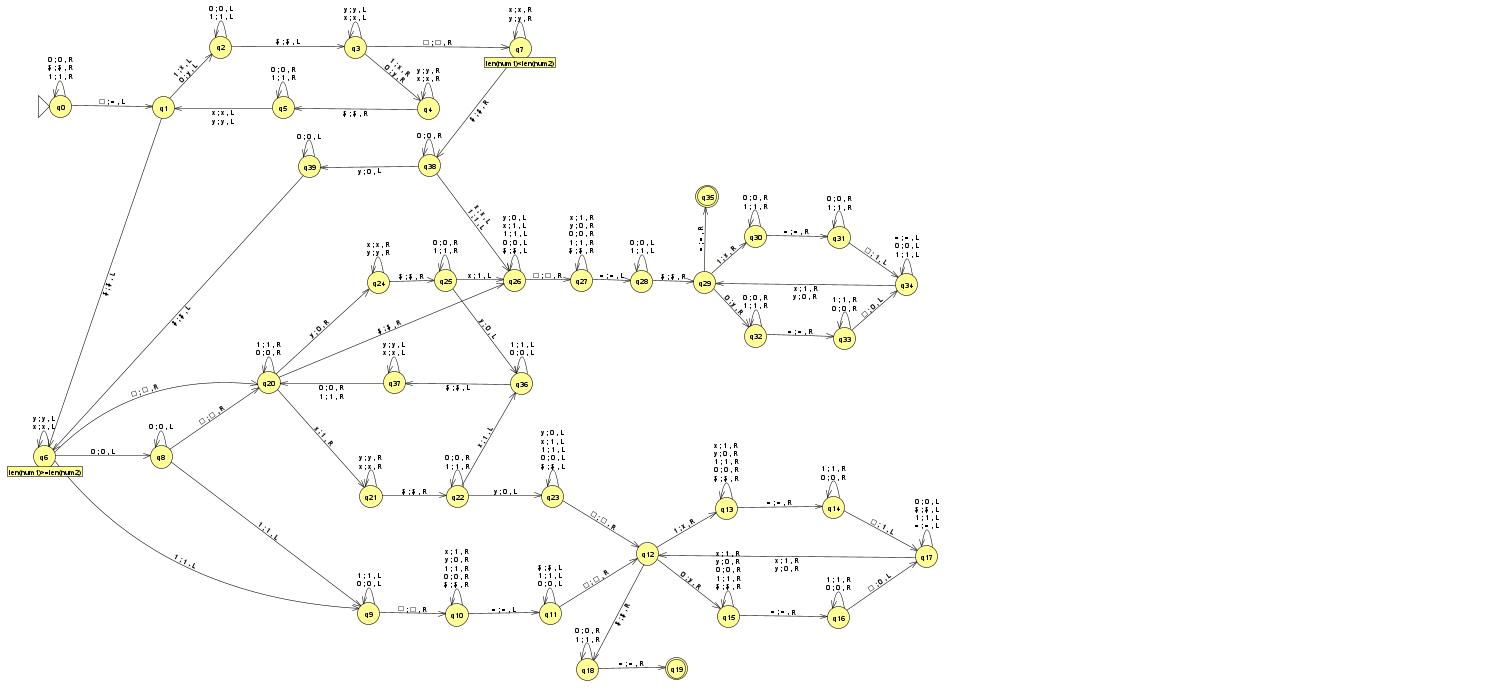 0 ; 0 , L
1 ; 1 , L
y ; y , L
x ; x , L
x ; x , R
y ; y , R
q2
$ ; $ , L
q3
□ ; □ , R
q7
len(num1)<len(num2)
0 ; 0 , R
$ ; $ , R
1 ; 1 , R
1 ; x , L
0 ; y , L
0 ; 0 , R
1 ; 1 , R
1 ; x , R
0 ; y , R
y ; y , R
x ; x , R
q0
□ ; = , L
q1
x ; x , L
y ; y , L
q5
$ ; $ , R
q4
$ ; $ , R
0 ; 0 , L
q39
y ; 0 , L
0 ; 0 , R
q38
x ; x , L
1 ; 1 , L
$ ; $ , L
$ ; $ , L
q35
= ; = , R
0 ; 0 , R
1 ; 1 , R
q30
= ; = , R
0 ; 0 , R
1 ; 1 , R
q31
□ ; 1 , L
= ; = , L
0 ; 0 , L
1 ; 1 , L
q34
x ; x , R
y ; y , R
q24
$ ; $ , R
0 ; 0 , R
1 ; 1 , R
q25
x ; 1 , L
y ; 0 , L
x ; 1 , L
1 ; 1 , L
0 ; 0 , L
$ ; $ , L
q26
□ ; □ , R
x ; 1 , R
y ; 0 , R
0 ; 0 , R
1 ; 1 , R
$ ; $ , R
q27
= ; = , L
0 ; 0 , L
1 ; 1 , L
q28
$ ; $ , R
q29
1 ; x , R
x ; 1 , R
y ; 0 , R
0 ; y , R
0 ; 0 , R
1 ; 1 , R
q32
= ; = , R
1 ; 1 , R
0 ; 0 , R
q33
□ ; 0 , L
y ; 0 , R
$ ; $ , R
y ; 0 , L
1 ; 1 , R
0 ; 0 , R
q20
0 ; 0 , R
1 ; 1 , R
y ; y , L
x ; x , L
q37
$ ; $ , L
1 ; 1 , L
0 ; 0 , L
q36
□ ; □ , R
□ ; □ , R
y ; y , L
x ; x , L
q6
len(num1)>=len(num2)
0 ; 0 , L
0 ; 0 , L
q8
x ; 1 , R
x ; 1 , L
y ; y , R
x ; x , R
q21
$ ; $ , R
0 ; 0 , R
1 ; 1 , R
q22
y ; 0 , L
y ; 0 , L
x ; 1 , L
1 ; 1 , L
0 ; 0 , L
$ ; $ , L
q23
□ ; □ , R
1 ; 1 , L
1 ; 1 , L
x ; 1 , R
y ; 0 , R
1 ; 1 , R
0 ; 0 , R
$ ; $ , R
q13
= ; = , R
1 ; 1 , R
0 ; 0 , R
q14
□ ; 1 , L
0 ; 0 , L
$ ; $ , L
1 ; 1 , L
= ; = , L
q17
1 ; x , R
q12
x ; 1 , R
y ; 0 , R
0 ; y , R
x ; 1 , R
y ; 0 , R
0 ; 0 , R
1 ; 1 , R
$ ; $ , R
q15
= ; = , R
1 ; 1 , R
0 ; 0 , R
q16
□ ; 0 , L
1 ; 1 , L
0 ; 0 , L
q9
□ ; □ , R
x ; 1 , R
y ; 0 , R
1 ; 1 , R
0 ; 0 , R
$ ; $ , R
q10
= ; = , L
$ ; $ , L
1 ; 1 , L
0 ; 0 , L
q11
□ ; □ , R
$ ; $ , R
0 ; 0 , R
1 ; 1 , R
q18
= ; = , R
q19